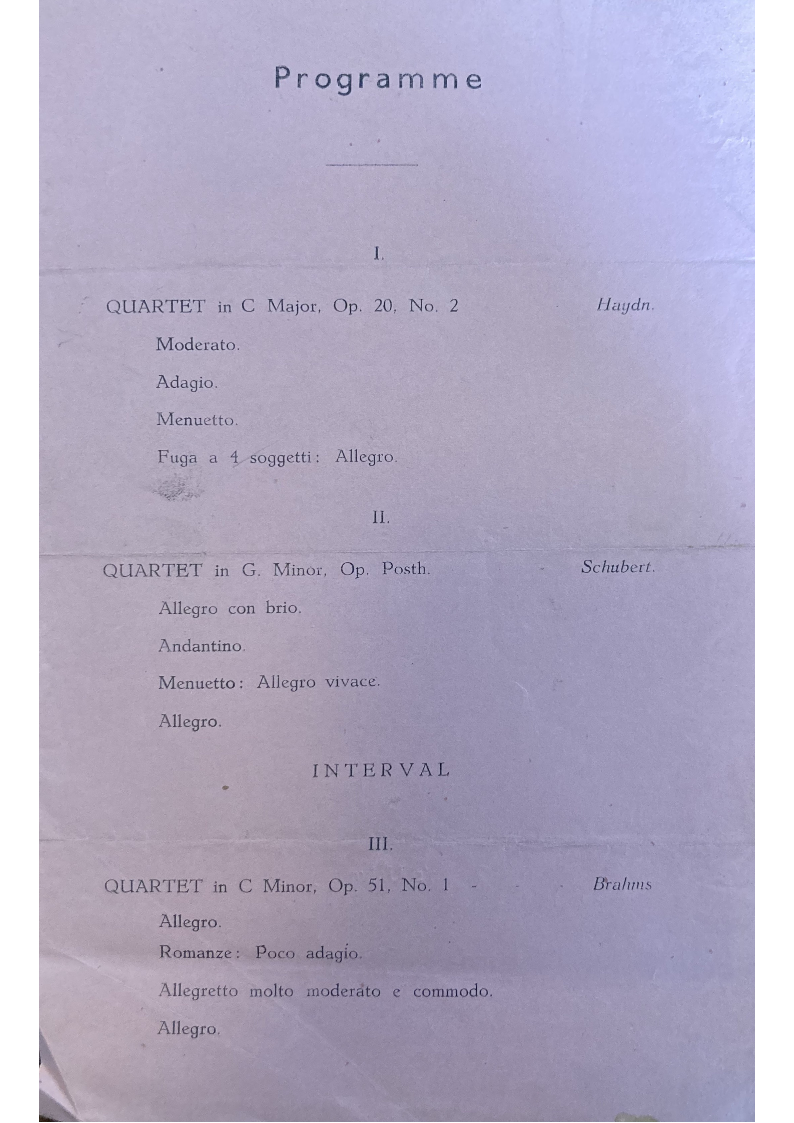 Programme
I.
QUARTET in C Major, Op. 20, No. 2 Haydn.
Moderato.
Adagio.
Menuetto.
Fuga a 4 soggetti: Allegro.
II.
QUARTET in G. Minor, Op. Posth. - Schubert.
Allegro con brio.
Andantino.
Menuetto: Allegro vivace.
Allegro.
INTERVAL
III.
QUARTET in C Minor, Op. 51, No. 1 - - - Brahms
Allegro.
Romanze: Poco adagio.
Allegretto molto moderato e commodo.
Allegro.